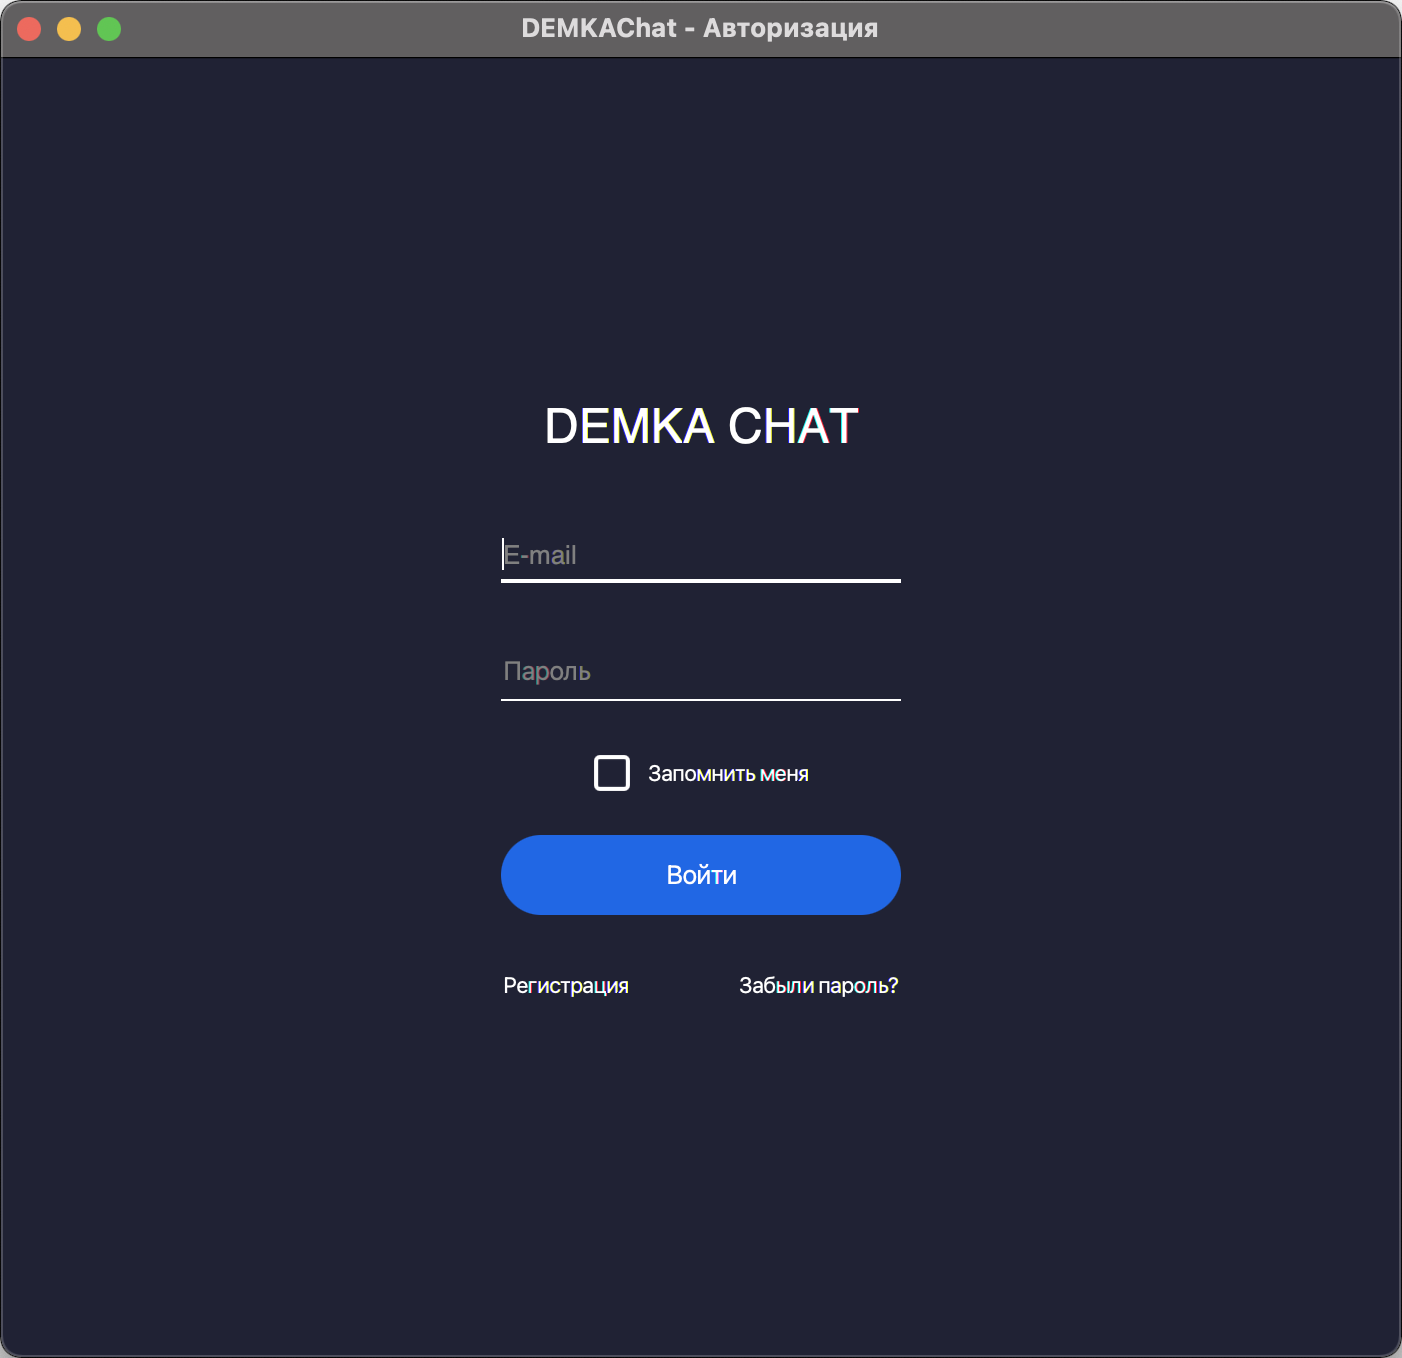 DEMKAChat - Авторизация
DEMKA CHAT
E-mail
Пароль
Запомнить меня
Войти
Регистрация
Забыли пароль?